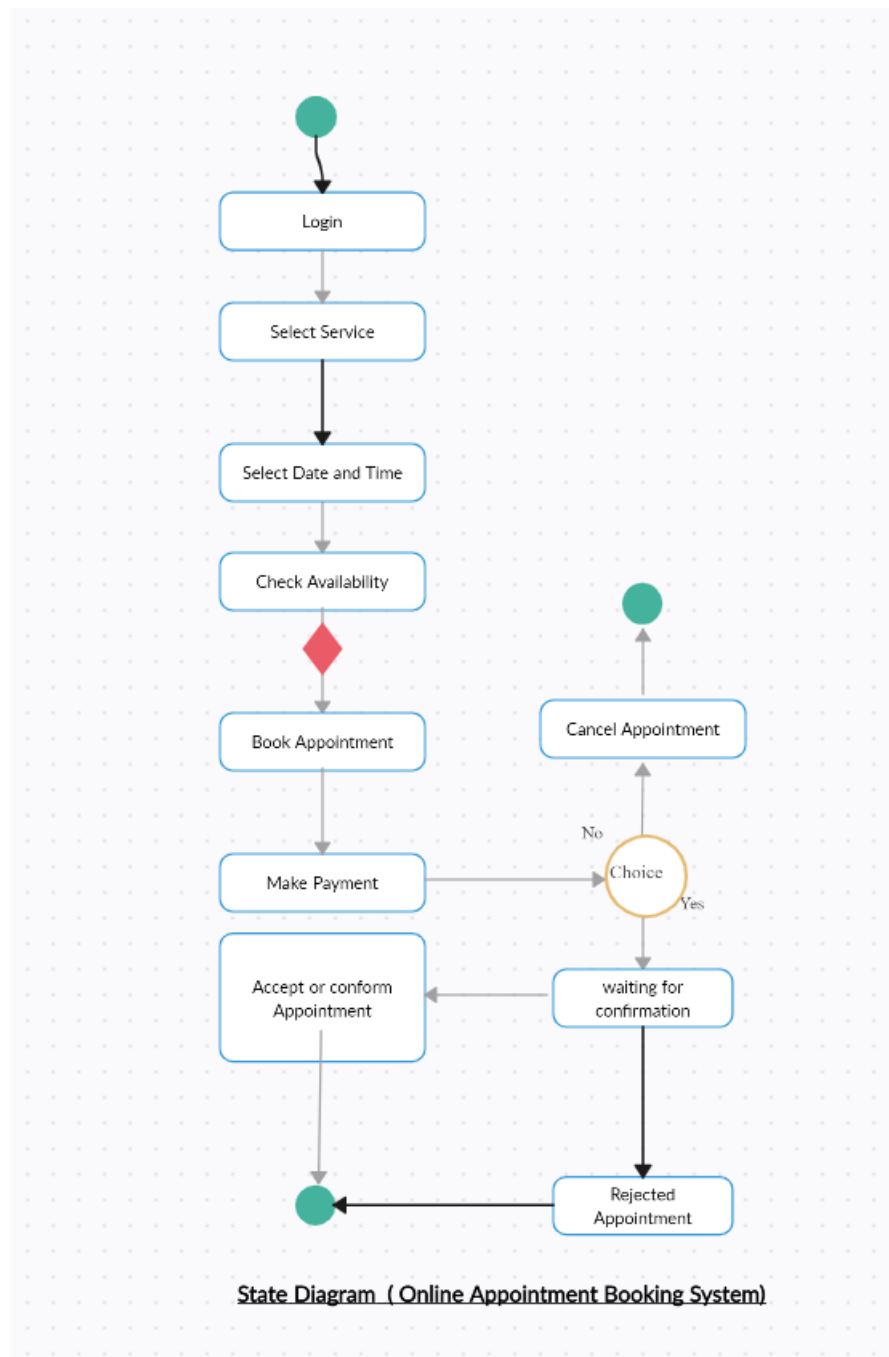 Login
Select Service
Select Date and Time
Check Availability
Book Appointment
Cancel Appointment
No
Choice
Make Payment
Yes
Accept or conform
Appointment
waiting for
confirmation
Rejected
Appointment
State Diagram ( Online Appointment Booking System)